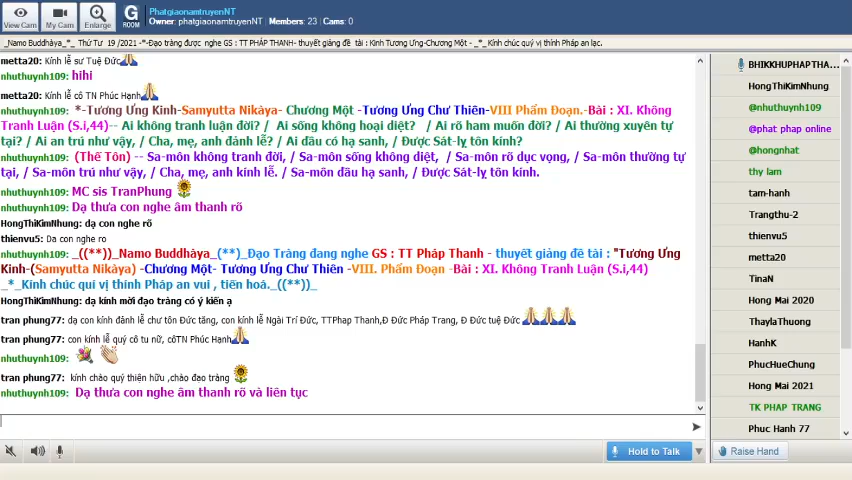 View Cam
My Cam
Enlarge
G
ROOM
PhatgiaonamtruyenNT
Owner: phatgiaonamtruyenNT | Members: 23 | Cams: 0
_Namo Buddhàya_*_ Thứ Tư 19 /2021 -*-Đạo tràng được nghe GS : TT PHÁP THANH- thuyết giảng đề tài : Kinh Tương Ưng-Chương Một - _*_ Kính chúc quý vị thính Pháp an lạc.
metta20: Kính lễ sư Tuệ Đức
nhuthuynh109: hihi
metta20: Kính lễ cô TN Phúc Hạnh
nhuthuynh109: *-Tương Ưng Kinh-Samyutta Nikàya- Chương Một -Tương Ưng Chư Thiên-VIII Phẩm Đoạn.-Bài : XI. Không
Tranh Luận (S.i,44)-- Ai không tranh luận đời? / Ai sống không hoại diệt? / Ai rõ ham muốn đời? / Ai thường xuyên tự
tại? / Ai an trú như vậy, / Cha, mẹ, anh đảnh lễ? / Ai đầu có hạ sanh, / Được Sát-lỵ tôn kính?
nhuthuynh109: (Thế Tôn) -- Sa-môn không tranh đời, / Sa-môn sống không diệt, / Sa-môn rõ dục vọng, / Sa-môn thường tự
tại, / Sa-môn trú như vậy, / Cha, mẹ, anh kính lễ. / Sa-môn đầu hạ sanh, / Được Sát-lỵ tôn kính.
nhuthuynh109: MC sis TranPhung
nhuthuynh109: Dạ thưa con nghe âm thanh rõ
HongThiKimNhung: dạ con nghe rõ
thienvu5: Da con nghe ro
nhuthuynh109: _((**))_Namo Buddhàya_(**)_Đạo Tràng đang nghe GS : TT Pháp Thanh - thuyết giảng đề tài : "Tương Ưng
Kinh-(Samyutta Nikàya) -Chương Một- Tương Ưng Chư Thiên -VIII. Phẩm Đoạn -Bài : XI. Không Tranh Luận (S.i,44)
_*_Kính chúc quí vị thính Pháp an vui , tiến hoá._((**))_
HongThiKimNhung: dạ kính mời đạo tràng có ý kiến ạ
tran phung77: dạ con kính đảnh lễ chư tôn Đức tăng, con kính lễ Ngài Trí Đức, TTPhap Thanh,Đ Đức Pháp Trang, Đ Đức tuệ Đức
tran phung77: con kính lễ quý cô tu nữ, côTN Phúc Hạnh
nhuthuynh109:
tran phung77: kính chào quý thiện hữu ,chào đạo tràng
nhuthuynh109: Dạ thưa con nghe âm thanh rõ và liên tục
Hold to Talk
BHIKKHUPHAPTHA...
HongThiKimNhung
@nhuthuynh109
@phat phap online
@hongnhat
thy lam
tam-hanh
Trangthu-2
thienvu5
metta20
TinaN
Hong Mai 2020
ThaylaThuong
HanhK
PhucHueChung
Hong Mai 2021
TK PHAP TRANG
Phuc Hanh 77
Raise Hand